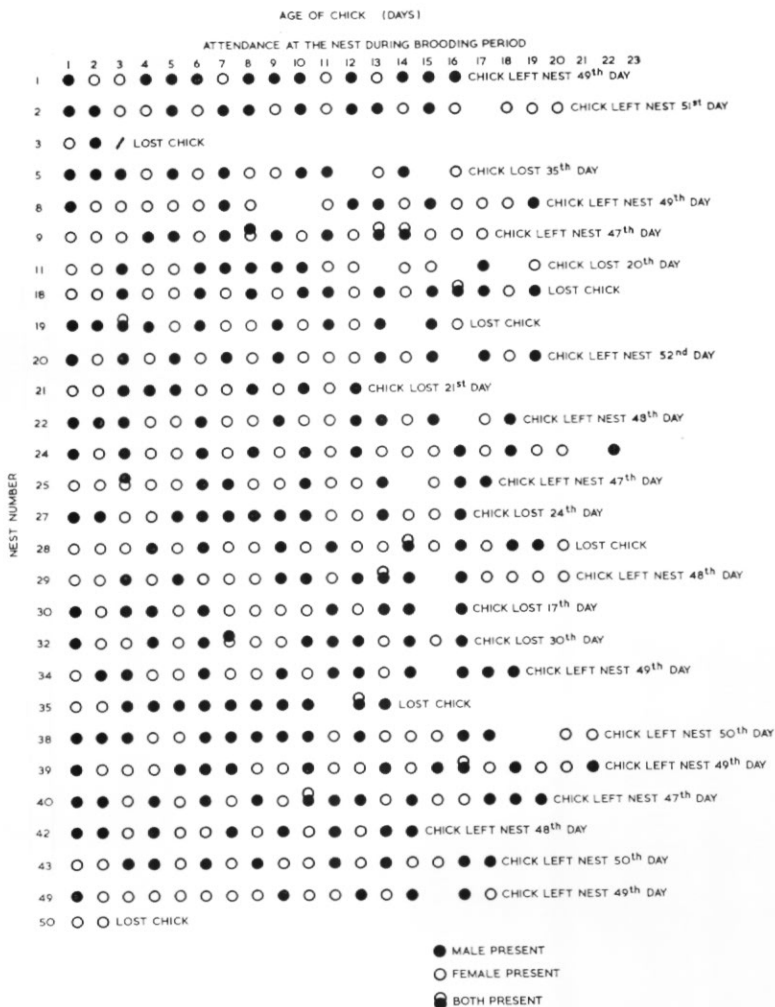 AGE OF CHICK (DAYS)
ATTENDANCE AT THE NEST DURING BROODING PERIOD
1 2 3 4 5 6 7 8 9 10 11 12 13 14 15 16 17 18 19 20 21 22 23
NEST NUMBER
1 CHICK LEFT NEST 49th DAY
2 CHICK LEFT NEST 51st DAY
3 LOST CHICK
5 CHICK LOST 35th DAY
8 CHICK LEFT NEST 49th DAY
9 CHICK LEFT NEST 47th DAY
11 CHICK LOST 20th DAY
18 LOST CHICK
19 LOST CHICK
20 CHICK LEFT NEST 52nd DAY
21 CHICK LOST 21st DAY
22 CHICK LEFT NEST 48th DAY
24
25 CHICK LEFT NEST 47th DAY
27 CHICK LOST 24th DAY
28 LOST CHICK
29 CHICK LEFT NEST 48th DAY
30 CHICK LOST 17th DAY
32 CHICK LOST 30th DAY
34 CHICK LEFT NEST 49th DAY
35 LOST CHICK
38 CHICK LEFT NEST 50th DAY
39 CHICK LEFT NEST 49th DAY
40 CHICK LEFT NEST 47th DAY
42 CHICK LEFT NEST 48th DAY
43 CHICK LEFT NEST 50th DAY
49 CHICK LEFT NEST 49th DAY
50 LOST CHICK
MALE PRESENT
FEMALE PRESENT
BOTH PRESENT